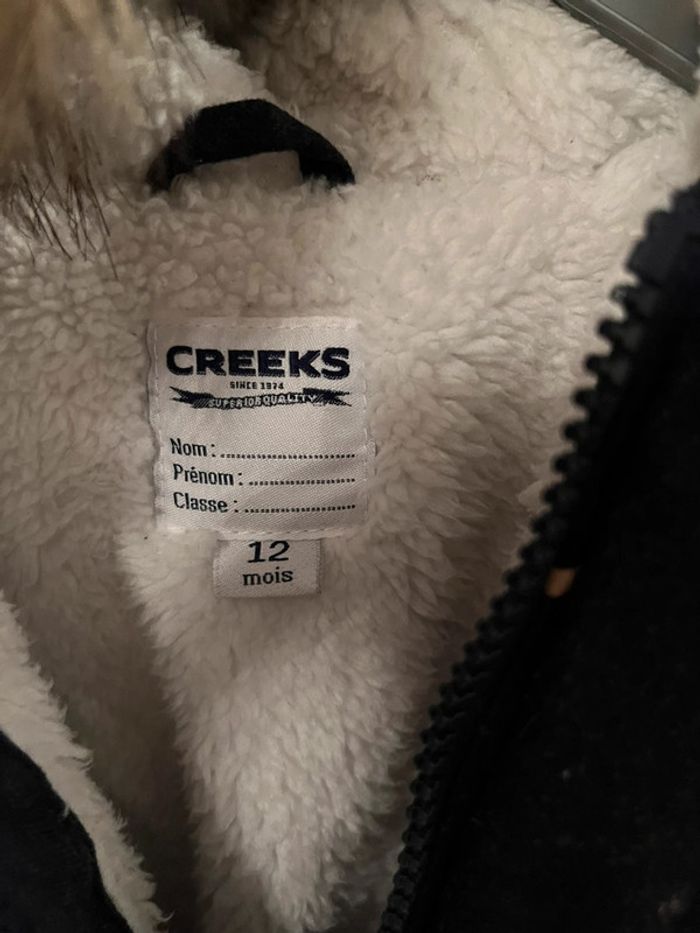 CREEKS
SINCE 1974
SUPERIOR QUALITY
Nom : ........................
Prénom : ...................
Classe : ....................
12
mois